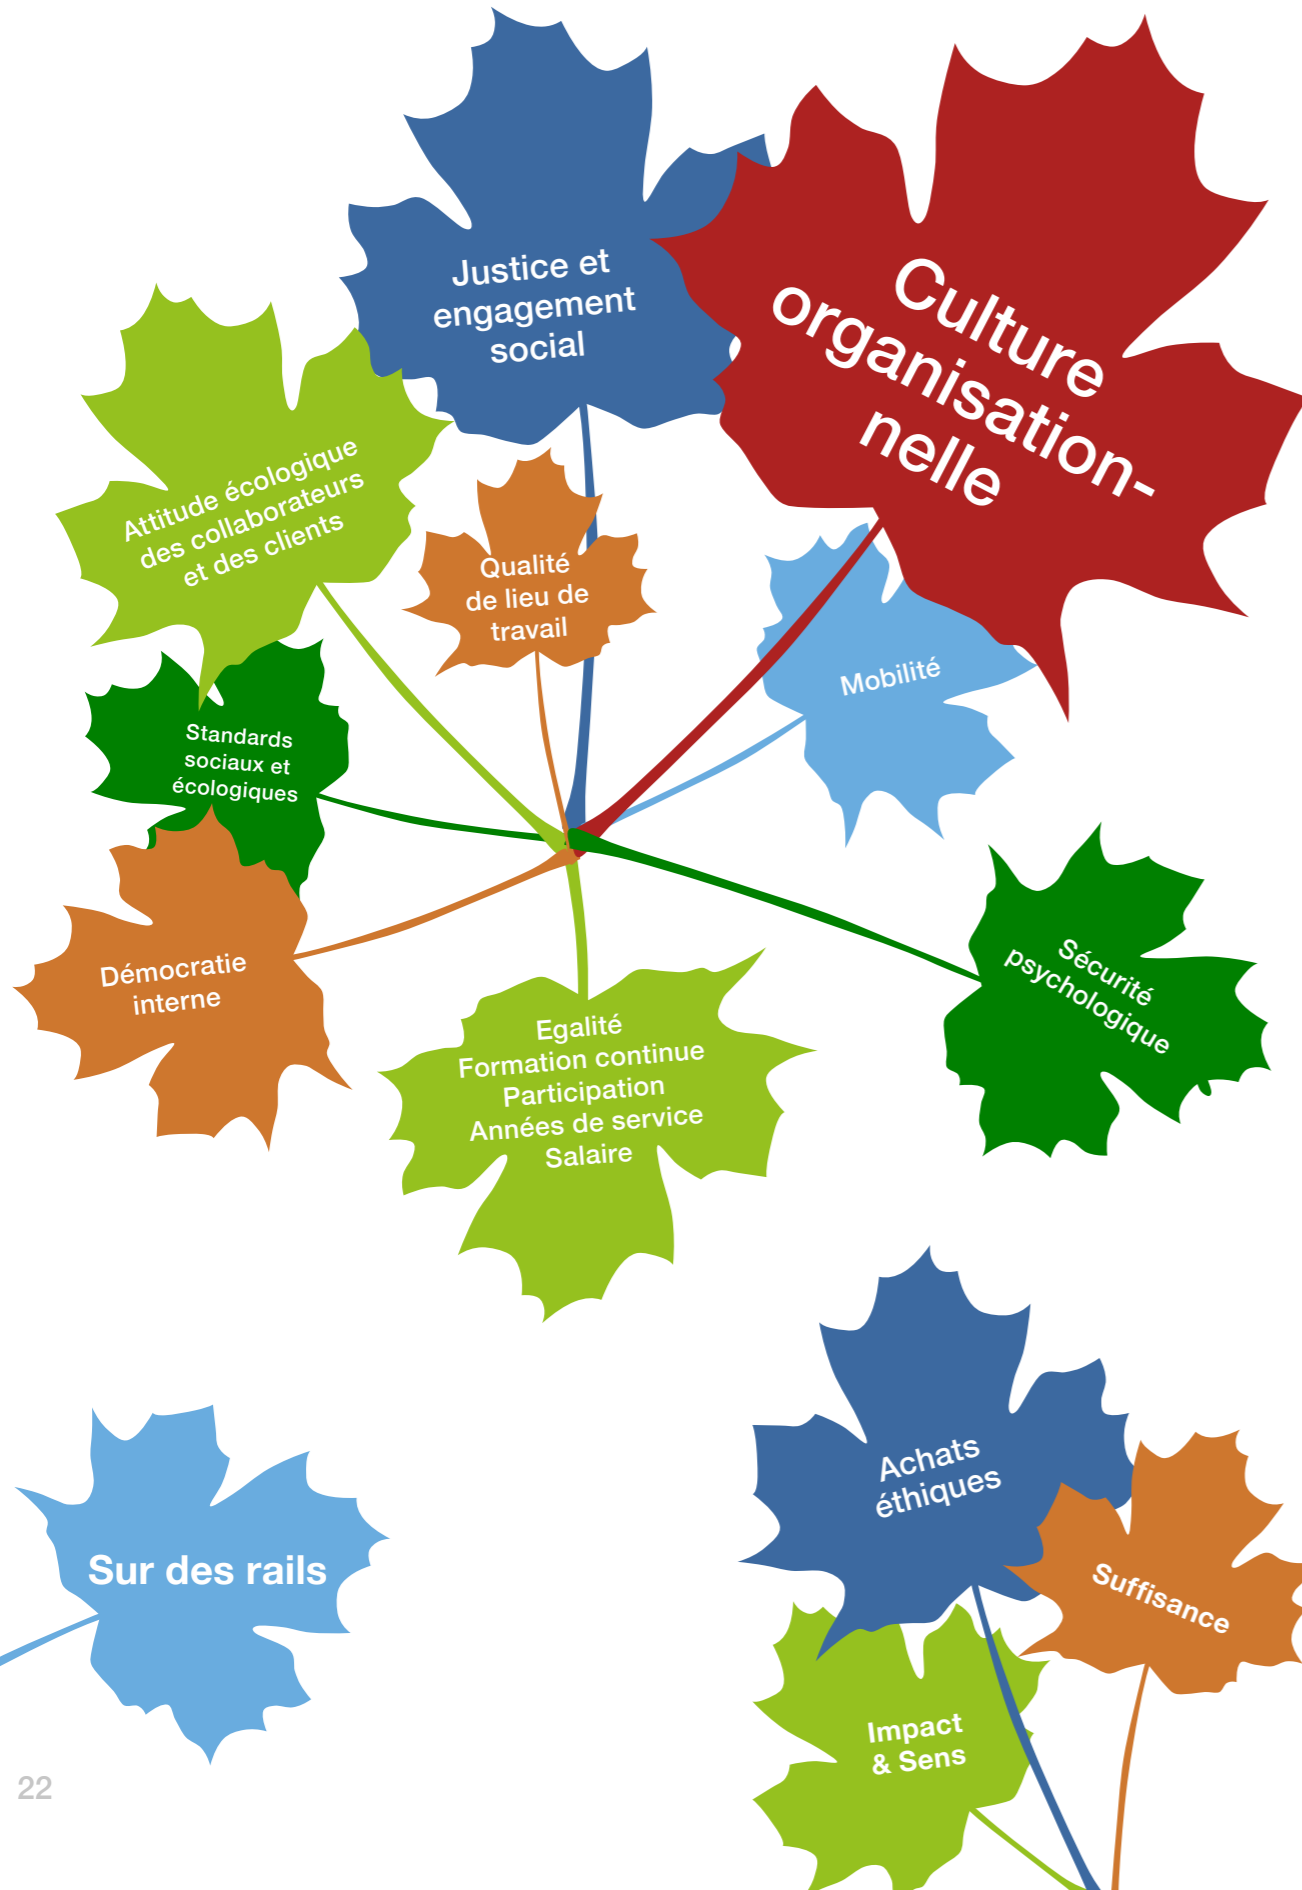 Justice et
engagement
social
Culture
organisation-
nelle
Attitude écologique
des collaborateurs
et des clients
Qualité
de lieu de
travail
Mobilité
Standards
sociaux et
écologiques
Démocratie
interne
Sécurité
psychologique
Egalité
Formation continue
Participation
Années de service
Salaire
Achats
éthiques
Sur des rails
Suffisance
Impact
& Sens
22